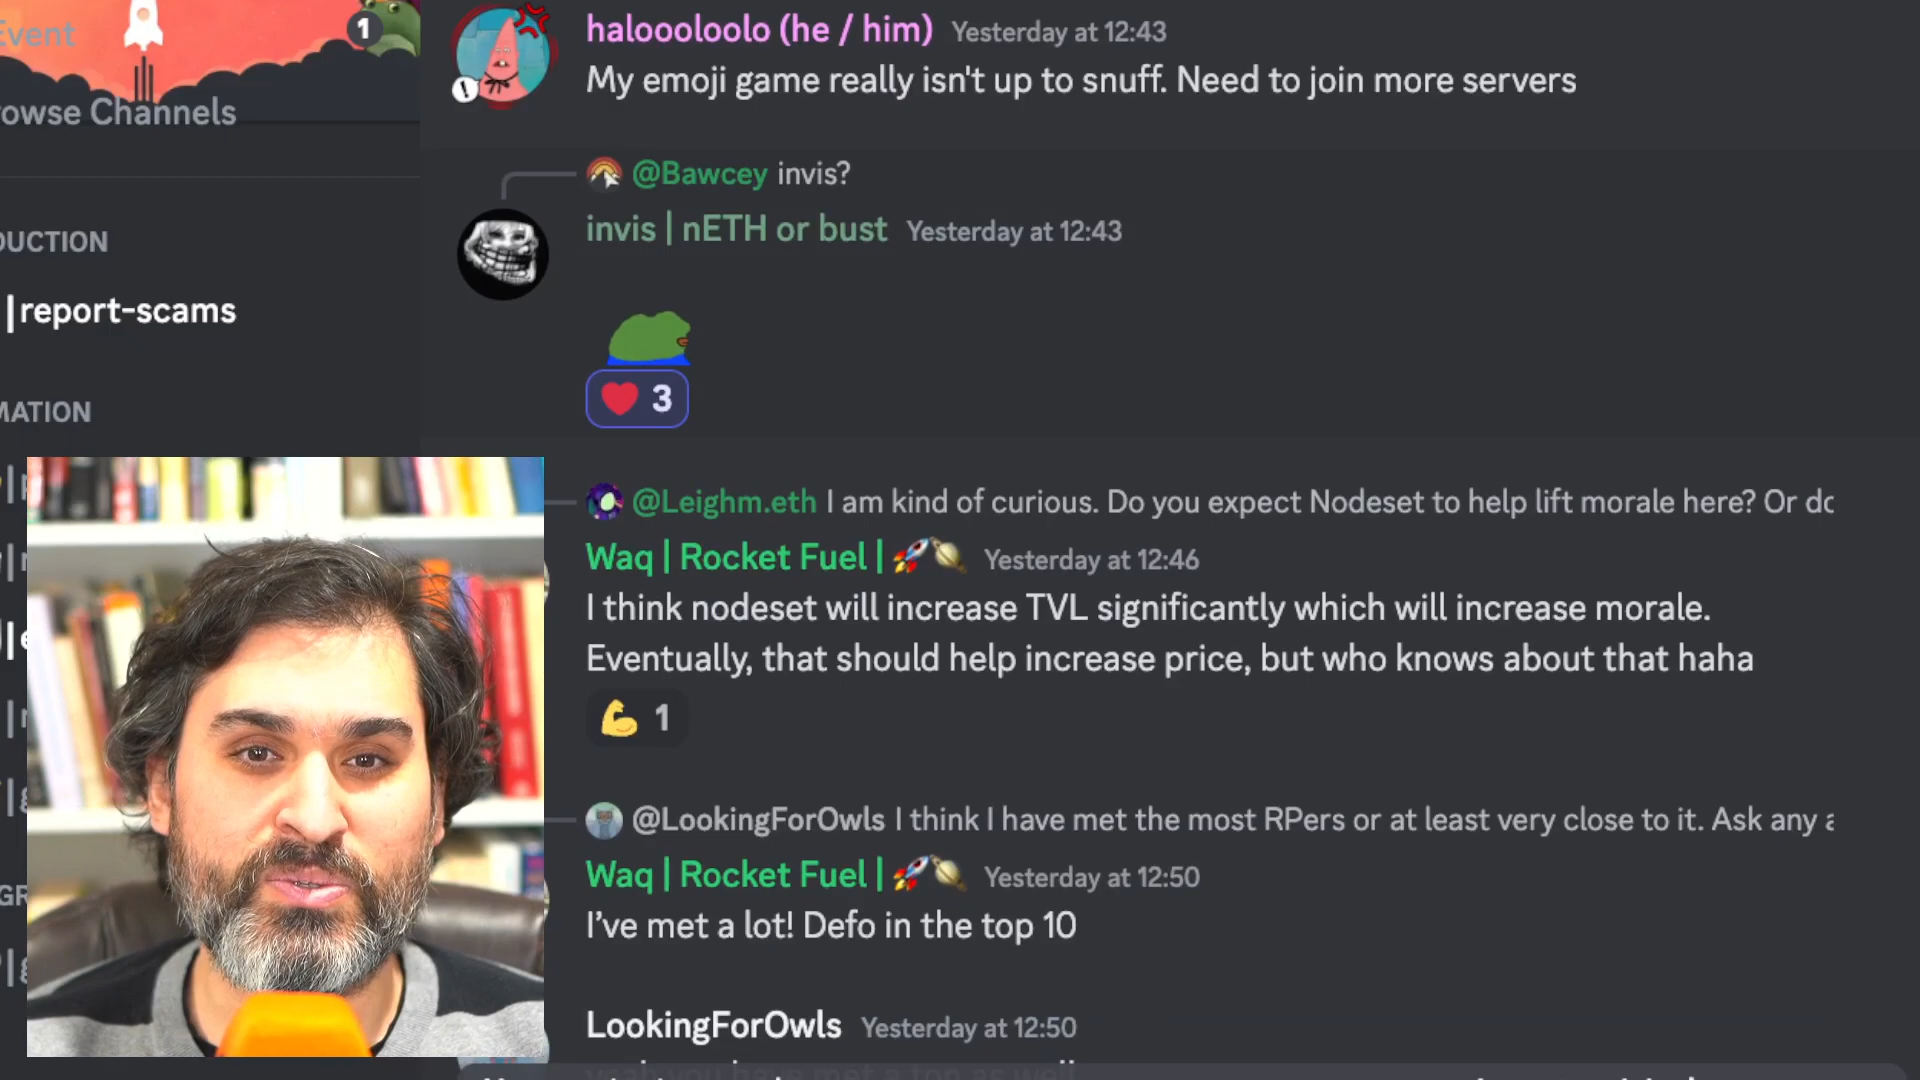 Event
1
owse Channels
DUCTION
|report-scams
MATION
haloooloolo (he / him) Yesterday at 12:43
My emoji game really isn't up to snuff. Need to join more servers
@Bawcey invis?
invis | nETH or bust Yesterday at 12:43
3
@Leighm.eth I am kind of curious. Do you expect Nodeset to help lift morale here? Or do
Waq | Rocket Fuel | Yesterday at 12:46
I think nodeset will increase TVL significantly which will increase morale.
Eventually, that should help increase price, but who knows about that haha
1
@LookingForOwls I think I have met the most RPers or at least very close to it. Ask any a
Waq | Rocket Fuel | Yesterday at 12:50
I've met a lot! Defo in the top 10
LookingForOwls Yesterday at 12:50